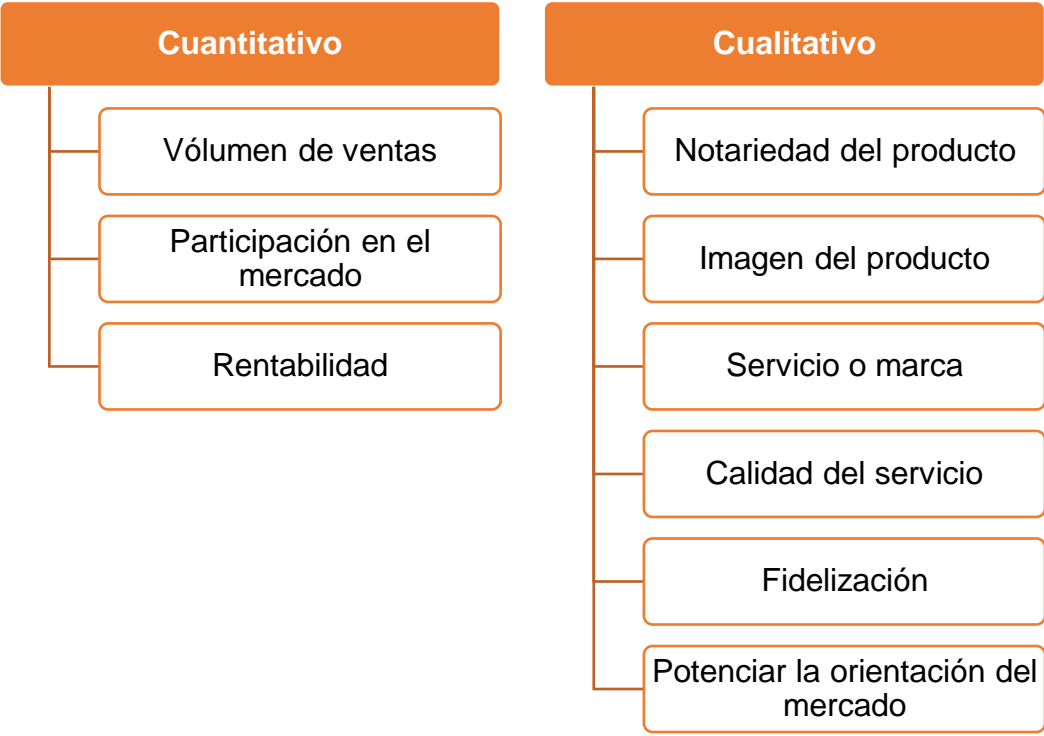 Cuantitativo
Vólumen de ventas
Participación en el
mercado
Rentabilidad
Cualitativo
Notariedad del producto
Imagen del producto
Servicio o marca
Calidad del servicio
Fidelización
Potenciar la orientación del
mercado